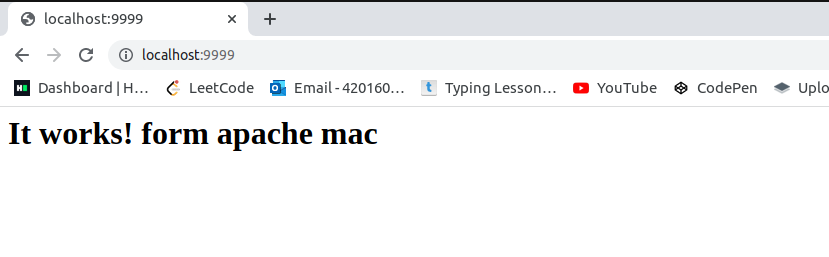 localhost:9999
localhost:9999
Dashboard | H... LeetCode Email - 420160... Typing Lesson... YouTube CodePen Uplo
It works! form apache mac